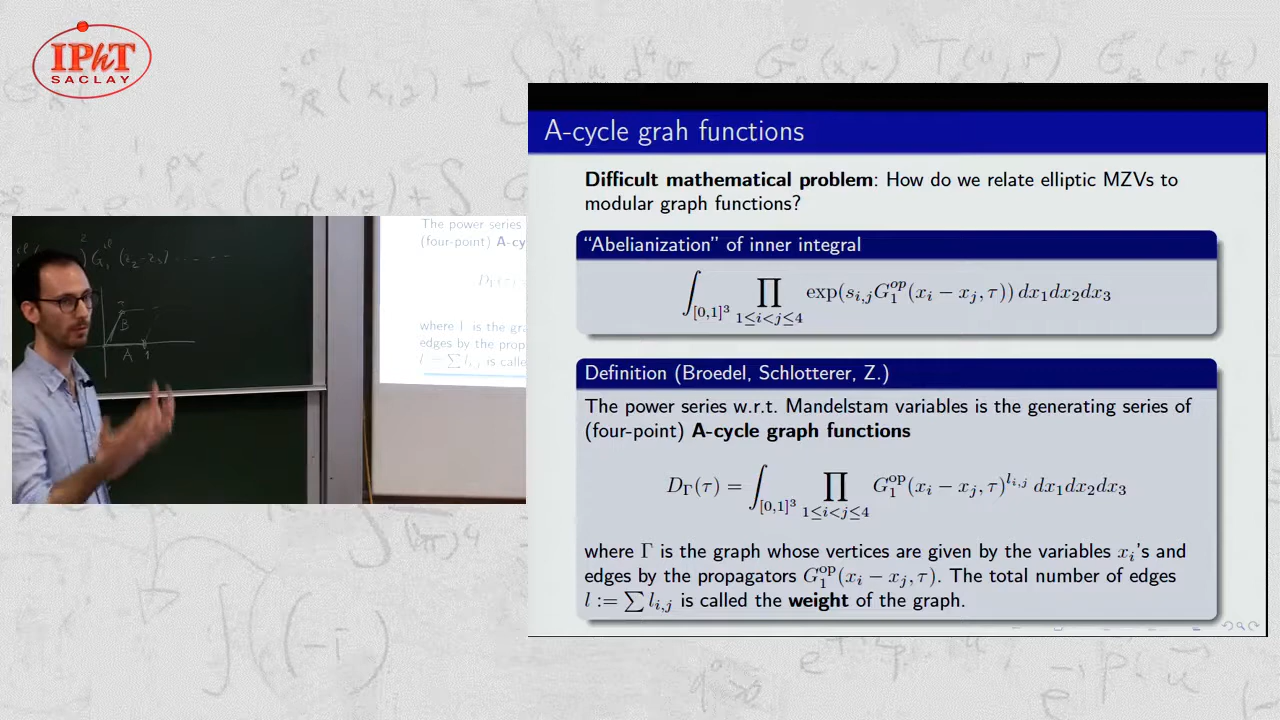 IPhT
SACLAY
A-cycle grah functions
Difficult mathematical problem: How do we relate elliptic MZVs to
modular graph functions?
“Abelianization” of inner integral
∫_{[0,1]^3} ∏_{1≤i<j≤4} exp(s_{i,j}G_1^{op}(x_i − x_j, τ)) dx_1dx_2dx_3
Definition (Broedel, Schlotterer, Z.)
The power series w.r.t. Mandelstam variables is the generating series of
(four-point) A-cycle graph functions
D_Γ(τ) = ∫_{[0,1]^3} ∏_{1≤i<j≤4} G_1^{op}(x_i − x_j, τ)^{l_{i,j}} dx_1dx_2dx_3
where Γ is the graph whose vertices are given by the variables x_i's and
edges by the propagators G_1^{op}(x_i − x_j, τ). The total number of edges
l := ∑ l_{i,j} is called the weight of the graph.
The power series
(four-point) A-cy
where Γ is the gra
edges by the prop
l = ∑ l_{i,j} is calle
B
A
1